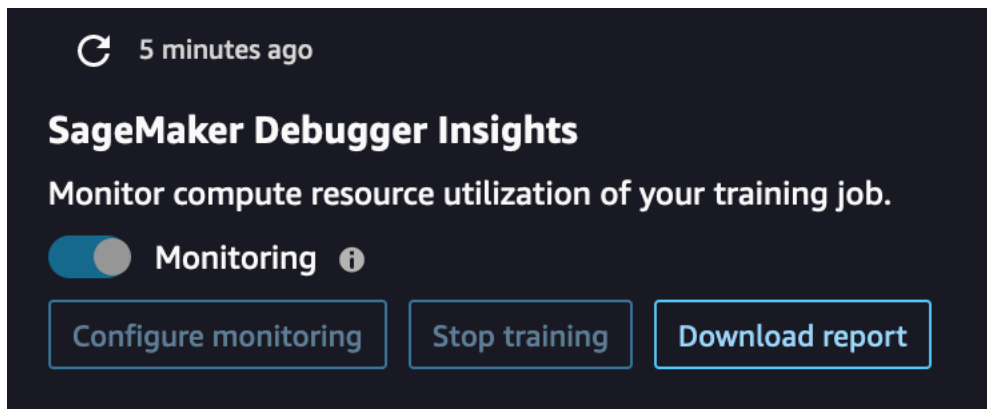 5 minutes ago
SageMaker Debugger Insights
Monitor compute resource utilization of your training job.
Monitoring
Configure monitoring Stop training Download report